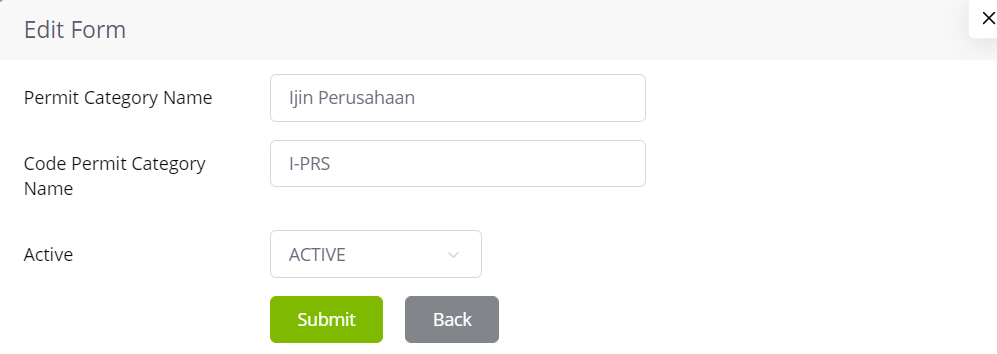 Edit Form
Permit Category Name
Ijin Perusahaan
Code Permit Category
Name
I-PRS
Active
ACTIVE
Submit
Back